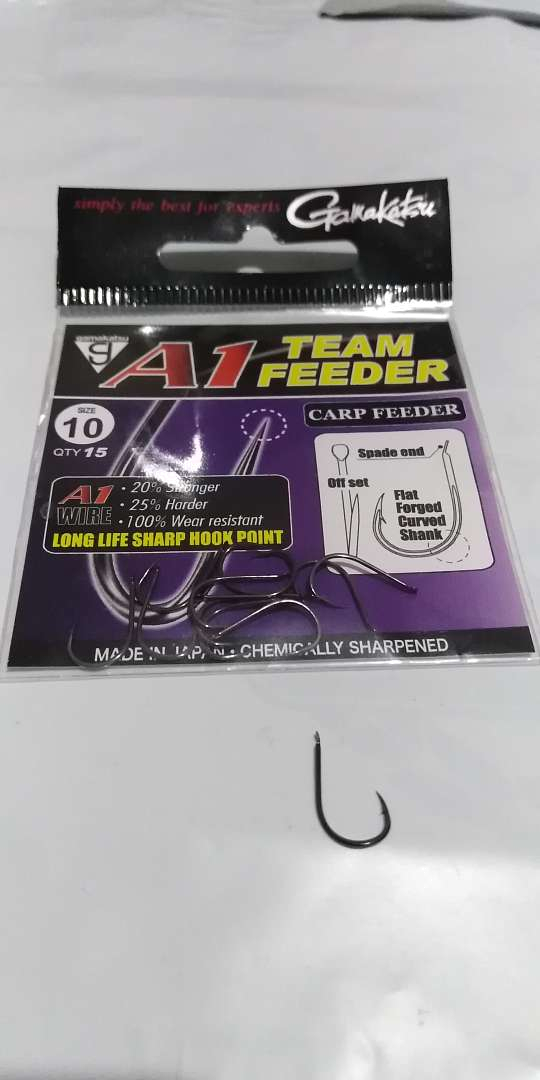 simply the best for experts Gamakatsu
gamakatsu
G
A1 TEAM FEEDER
SIZE
10
QTY 15
CARP FEEDER
Spade end
Off set
Flat
Forged
Curved
Shank
A1 WIRE
· 20% Stronger
· 25% Harder
· 100% Wear resistant
LONG LIFE SHARP HOOK POINT
MADE IN JAPAN · CHEMICALLY SHARPENED